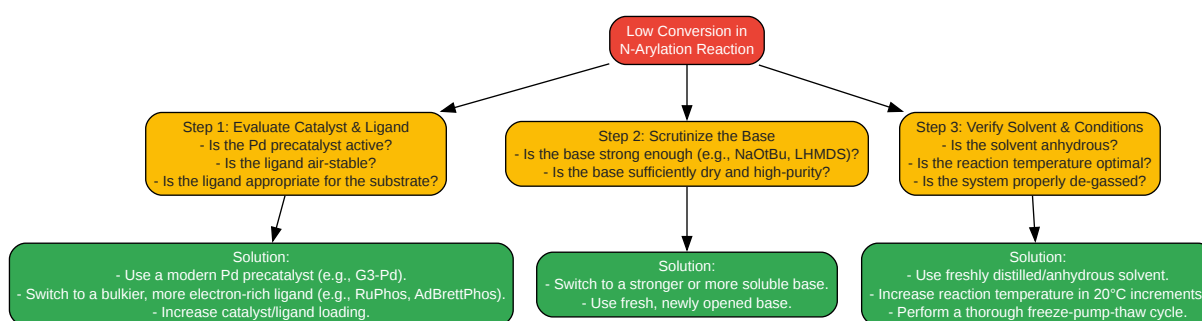 Low Conversion in
N-Arylation Reaction
Step 1: Evaluate Catalyst & Ligand
- Is the Pd precatalyst active?
- Is the ligand air-stable?
- Is the ligand appropriate for the substrate?
Step 2: Scrutinize the Base
- Is the base strong enough (e.g., NaOtBu, LHMDS)?
- Is the base sufficiently dry and high-purity?
Step 3: Verify Solvent & Conditions
- Is the solvent anhydrous?
- Is the reaction temperature optimal?
- Is the system properly de-gassed?
Solution:
- Use a modern Pd precatalyst (e.g., G3-Pd).
- Switch to a bulkier, more electron-rich ligand (e.g., RuPhos, AdBrettPhos).
- Increase catalyst/ligand loading.
Solution:
- Switch to a stronger or more soluble base.
- Use fresh, newly opened base.
Solution:
- Use freshly distilled/anhydrous solvent.
- Increase reaction temperature in 20°C increments
- Perform a thorough freeze-pump-thaw cycle.